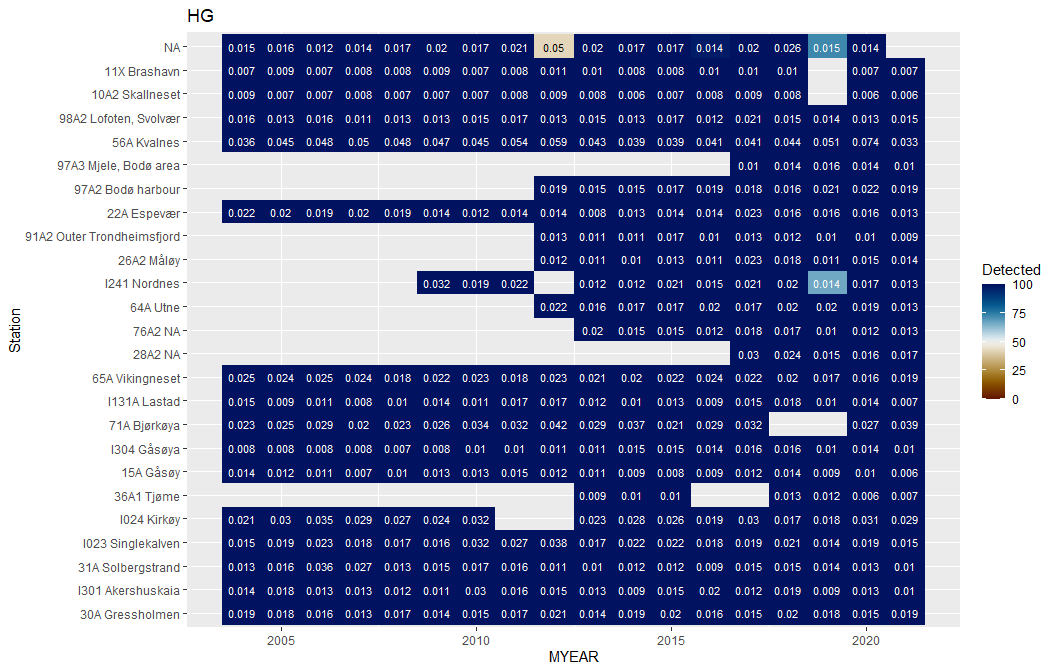 HG
NA 0.015 0.016 0.012 0.014 0.017 0.02 0.017 0.021 0.05 0.02 0.017 0.017 0.014 0.02 0.026 0.015 0.014
11X Brashavn 0.007 0.009 0.007 0.008 0.008 0.009 0.007 0.008 0.011 0.01 0.008 0.008 0.01 0.01 0.01 0.007 0.007
10A2 Skallneset 0.009 0.007 0.007 0.008 0.007 0.007 0.007 0.008 0.009 0.008 0.006 0.007 0.008 0.009 0.008 0.006 0.006
98A2 Lofoten, Svolvær 0.016 0.013 0.016 0.011 0.013 0.013 0.015 0.017 0.013 0.015 0.013 0.017 0.012 0.021 0.015 0.014 0.013 0.015
56A Kvalnes 0.036 0.045 0.048 0.05 0.048 0.047 0.045 0.054 0.059 0.043 0.039 0.039 0.041 0.041 0.044 0.051 0.074 0.033
97A3 Mjele, Bodø area 0.01 0.014 0.016 0.014 0.01
97A2 Bodø harbour 0.019 0.015 0.015 0.017 0.019 0.018 0.016 0.021 0.022 0.019
22A Espevær 0.022 0.02 0.019 0.02 0.019 0.014 0.012 0.014 0.014 0.008 0.013 0.014 0.014 0.023 0.016 0.016 0.016 0.013
91A2 Outer Trondheimsfjord 0.013 0.011 0.011 0.017 0.01 0.013 0.012 0.01 0.01 0.009
26A2 Måløy 0.012 0.011 0.01 0.013 0.011 0.023 0.018 0.011 0.015 0.014
I241 Nordnes 0.032 0.019 0.022 0.012 0.012 0.021 0.015 0.021 0.02 0.014 0.017 0.013
64A Utne 0.022 0.016 0.017 0.017 0.02 0.017 0.02 0.02 0.019 0.013
76A2 NA 0.02 0.015 0.015 0.012 0.018 0.017 0.01 0.012 0.013
28A2 NA 0.03 0.024 0.015 0.016 0.017
65A Vikingneset 0.025 0.024 0.025 0.024 0.018 0.022 0.023 0.018 0.023 0.021 0.02 0.022 0.024 0.022 0.02 0.017 0.016 0.019
I131A Lastad 0.015 0.009 0.011 0.008 0.01 0.014 0.011 0.017 0.017 0.012 0.01 0.013 0.009 0.015 0.018 0.01 0.014 0.007
71A Bjørkøya 0.023 0.025 0.029 0.02 0.023 0.026 0.034 0.032 0.042 0.029 0.037 0.021 0.029 0.032 0.027 0.039
I304 Gåsøya 0.008 0.008 0.008 0.008 0.007 0.008 0.01 0.01 0.011 0.011 0.015 0.015 0.014 0.016 0.016 0.01 0.014 0.01
15A Gåsøy 0.014 0.012 0.011 0.007 0.01 0.013 0.013 0.015 0.012 0.011 0.009 0.008 0.009 0.012 0.014 0.009 0.01 0.006
36A1 Tjøme 0.009 0.01 0.01 0.013 0.012 0.006 0.007
I024 Kirkøy 0.021 0.03 0.035 0.029 0.027 0.024 0.032 0.023 0.028 0.026 0.019 0.03 0.017 0.018 0.031 0.029
I023 Singlekalven 0.015 0.019 0.023 0.018 0.017 0.016 0.032 0.027 0.038 0.017 0.022 0.022 0.018 0.019 0.021 0.014 0.019 0.015
31A Solbergstrand 0.013 0.016 0.036 0.027 0.013 0.015 0.017 0.016 0.011 0.01 0.012 0.012 0.009 0.015 0.015 0.014 0.013 0.01
I301 Akershuskaia 0.014 0.018 0.013 0.013 0.012 0.011 0.03 0.016 0.015 0.013 0.009 0.015 0.02 0.012 0.019 0.009 0.013 0.01
30A Gressholmen 0.019 0.018 0.016 0.013 0.017 0.014 0.015 0.017 0.021 0.014 0.019 0.02 0.016 0.015 0.02 0.018 0.015 0.019
2005 2010 2015 2020
MYEAR
Station
Detected
100
75
50
25
0